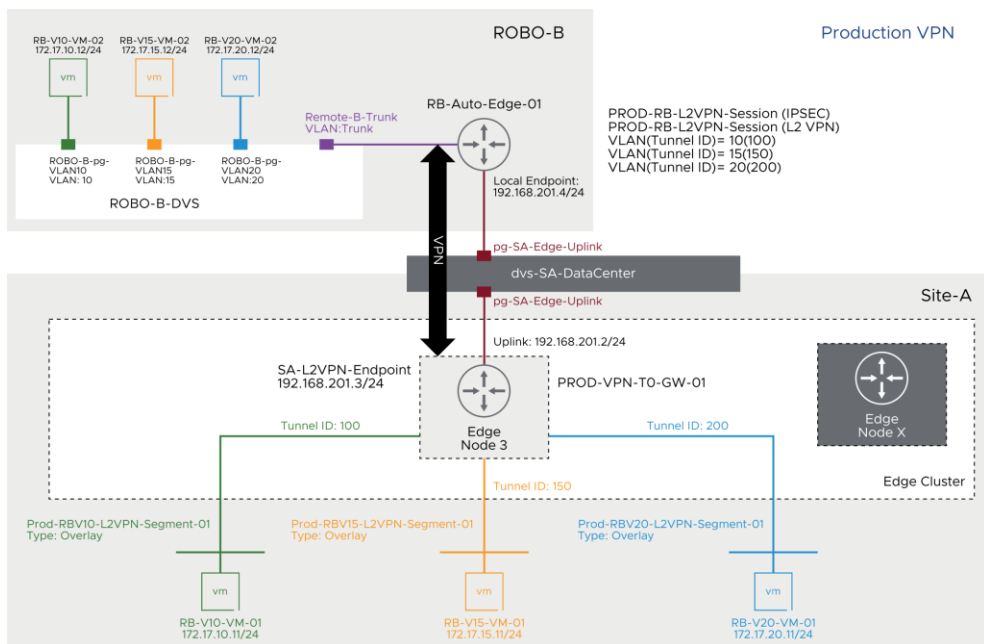 ROBO-B
Production VPN
RB-V10-VM-02
172.17.10.12/24
RB-V15-VM-02
172.17.15.12/24
RB-V20-VM-02
172.17.20.12/24
vm
vm
vm
RB-Auto-Edge-01
Remote-B-Trunk
VLAN:Trunk
PROD-RB-L2VPN-Session (IPSEC)
PROD-RB-L2VPN-Session (L2 VPN)
VLAN(Tunnel ID)= 10(100)
VLAN(Tunnel ID)= 15(150)
VLAN(Tunnel ID)= 20(200)
ROBO-B-pg-
VLAN10
VLAN: 10
ROBO-B-pg-
VLAN15
VLAN:15
ROBO-B-pg-
VLAN20
VLAN:20
ROBO-B-DVS
Local Endpoint:
192.168.201.4/24
VPN
pg-SA-Edge-Uplink
dvs-SA-DataCenter
pg-SA-Edge-Uplink
Site-A
Uplink: 192.168.201.2/24
SA-L2VPN-Endpoint
192.168.201.3/24
PROD-VPN-T0-GW-01
Edge
Node 3
Edge
Node X
Tunnel ID: 100
Tunnel ID: 200
Tunnel ID: 150
Edge Cluster
Prod-RBV10-L2VPN-Segment-01
Type: Overlay
Prod-RBV15-L2VPN-Segment-01
Type: Overlay
Prod-RBV20-L2VPN-Segment-01
Type: Overlay
vm
vm
vm
RB-V10-VM-01
172.17.10.11/24
RB-V15-VM-01
172.17.15.11/24
RB-V20-VM-01
172.17.20.11/24